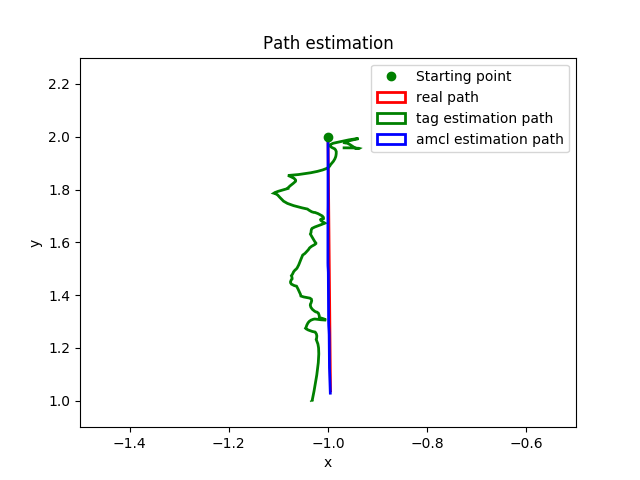 Path estimation
Starting point
real path
tag estimation path
amcl estimation path
2.2
2.0
1.8
1.6
1.4
1.2
1.0
y
−1.4
−1.2
−1.0
−0.8
−0.6
x